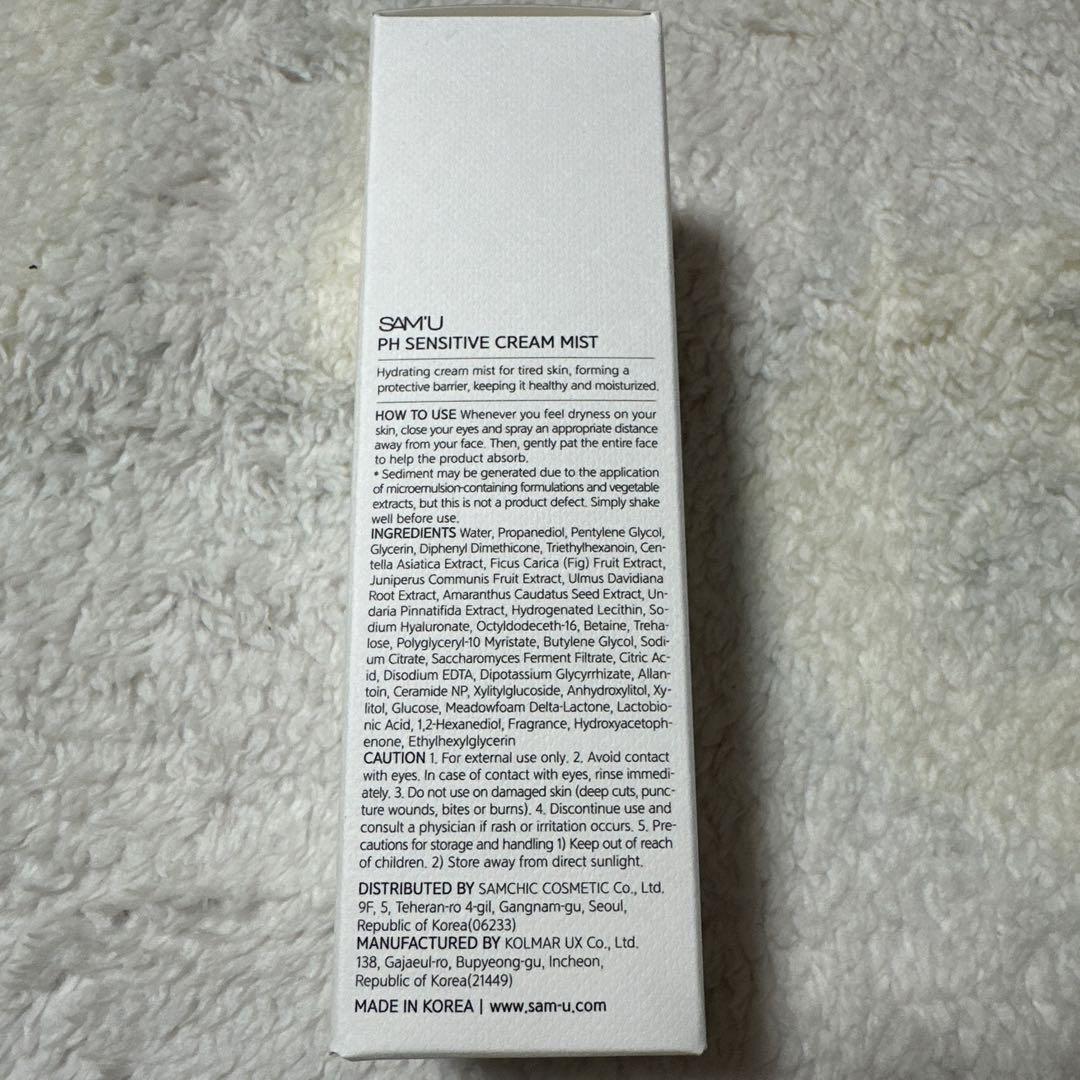 SAM'U
PH SENSITIVE CREAM MIST
Hydrating cream mist for tired skin, forming a
protective barrier, keeping it healthy and moisturized.
HOW TO USE Whenever you feel dryness on your
skin, close your eyes and spray an appropriate distance
away from your face. Then, gently pat the entire face
to help the product absorb.
* Sediment may be generated due to the application
of microemulsion-containing formulations and vegetable
extracts, but this is not a product defect. Simply shake
well before use.
INGREDIENTS Water, Propanediol, Pentylene Glycol,
Glycerin, Diphenyl Dimethicone, Triethylhexanoin, Cen-
tella Asiatica Extract, Ficus Carica (Fig) Fruit Extract,
Juniperus Communis Fruit Extract, Ulmus Davidiana
Root Extract, Amaranthus Caudatus Seed Extract, Un-
daria Pinnatifida Extract, Hydrogenated Lecithin, So-
dium Hyaluronate, Octyldodeceth-16, Betaine, Treha-
lose, Polyglyceryl-10 Myristate, Butylene Glycol, Sodi-
um Citrate, Saccharomyces Ferment Filtrate, Citric Ac-
id, Disodium EDTA, Dipotassium Glycyrrhizate, Allan-
toin, Ceramide NP, Xylitylglucoside, Anhydroxylitol, Xy-
litol, Glucose, Meadowfoam Delta-Lactone, Lactobio-
nic Acid, 1,2-Hexanediol, Fragrance, Hydroxyacetoph-
enone, Ethylhexylglycerin
CAUTION 1. For external use only. 2. Avoid contact
with eyes. In case of contact with eyes, rinse immedi-
ately. 3. Do not use on damaged skin (deep cuts, punc-
ture wounds, bites or burns). 4. Discontinue use and
consult a physician if rash or irritation occurs. 5. Pre-
cautions for storage and handling 1) Keep out of reach
of children. 2) Store away from direct sunlight.
DISTRIBUTED BY SAMCHIC COSMETIC Co., Ltd.
9F, 5, Teheran-ro 4-gil, Gangnam-gu, Seoul,
Republic of Korea(06233)
MANUFACTURED BY KOLMAR UX Co., Ltd.
138, Gajaeul-ro, Bupyeong-gu, Incheon,
Republic of Korea(21449)
MADE IN KOREA | www.sam-u.com